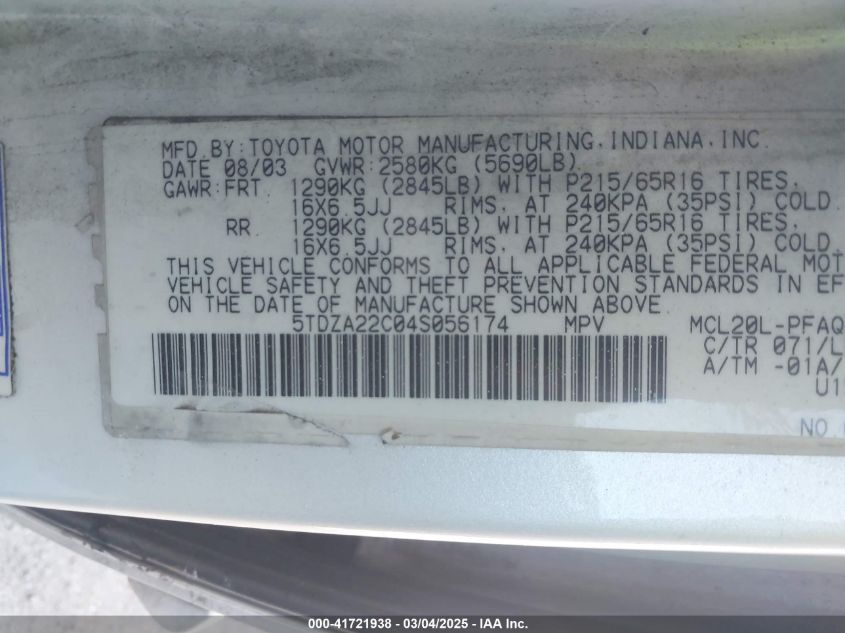 MFD. BY: TOYOTA MOTOR MANUFACTURING, INDIANA, INC.
DATE 08/03 GVWR: 2580KG (5690LB)
GAWR: FRT 1290KG (2845LB) WITH P215/65R16 TIRES,
16X6.5JJ RIMS, AT 240KPA (35PSI) COLD.
RR 1290KG (2845LB) WITH P215/65R16 TIRES,
16X6.5JJ RIMS, AT 240KPA (35PSI) COLD.
THIS VEHICLE CONFORMS TO ALL APPLICABLE FEDERAL MOT
VEHICLE SAFETY AND THEFT PREVENTION STANDARDS IN EF
ON THE DATE OF MANUFACTURE SHOWN ABOVE.
5TDZA22C04S056174 MPV MCL20L-PFAQ
C/TR 071/L
A/TM -01A/
U1
NO
000-41721938 - 03/04/2025 - IAA Inc.